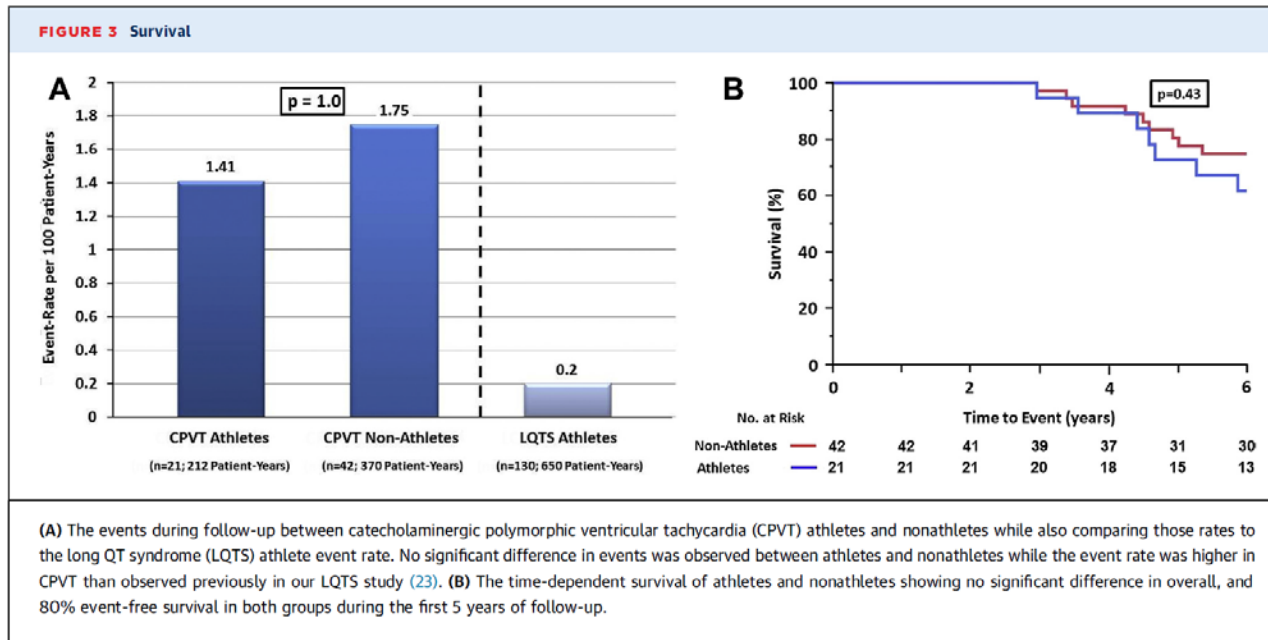 FIGURE 3 Survival
A
Event-Rate per 100 Patient-Years
2
1.8
1.6
1.4
1.2
1
0.8
0.6
0.4
0.2
0
p = 1.0
1.41
1.75
0.2
CPVT Athletes
(n=21; 212 Patient-Years)
CPVT Non-Athletes
(n=42; 370 Patient-Years)
LQTS Athletes
(n=130; 650 Patient-Years)
B
Survival (%)
100
80
60
40
20
0
p=0.43
0 2 4 6
Time to Event (years)
No. at Risk
Non-Athletes 42 42 41 39 37 31 30
Athletes 21 21 21 20 18 15 13
(A) The events during follow-up between catecholaminergic polymorphic ventricular tachycardia (CPVT) athletes and nonathletes while also comparing those rates to
the long QT syndrome (LQTS) athlete event rate. No significant difference in events was observed between athletes and nonathletes while the event rate was higher in
CPVT than observed previously in our LQTS study (23). (B) The time-dependent survival of athletes and nonathletes showing no significant difference in overall, and
80% event-free survival in both groups during the first 5 years of follow-up.